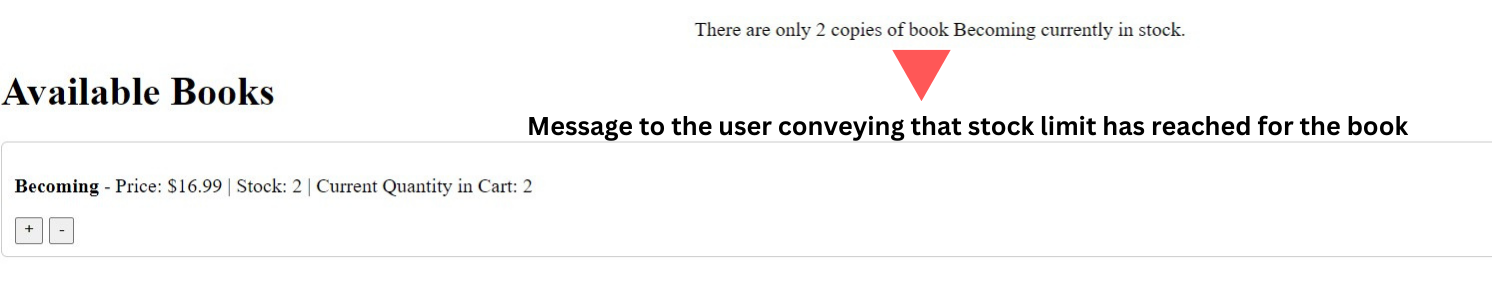 There are only 2 copies of book Becoming currently in stock.
Available Books
Message to the user conveying that stock limit has reached for the book
Becoming - Price: $16.99 | Stock: 2 | Current Quantity in Cart: 2
+ -